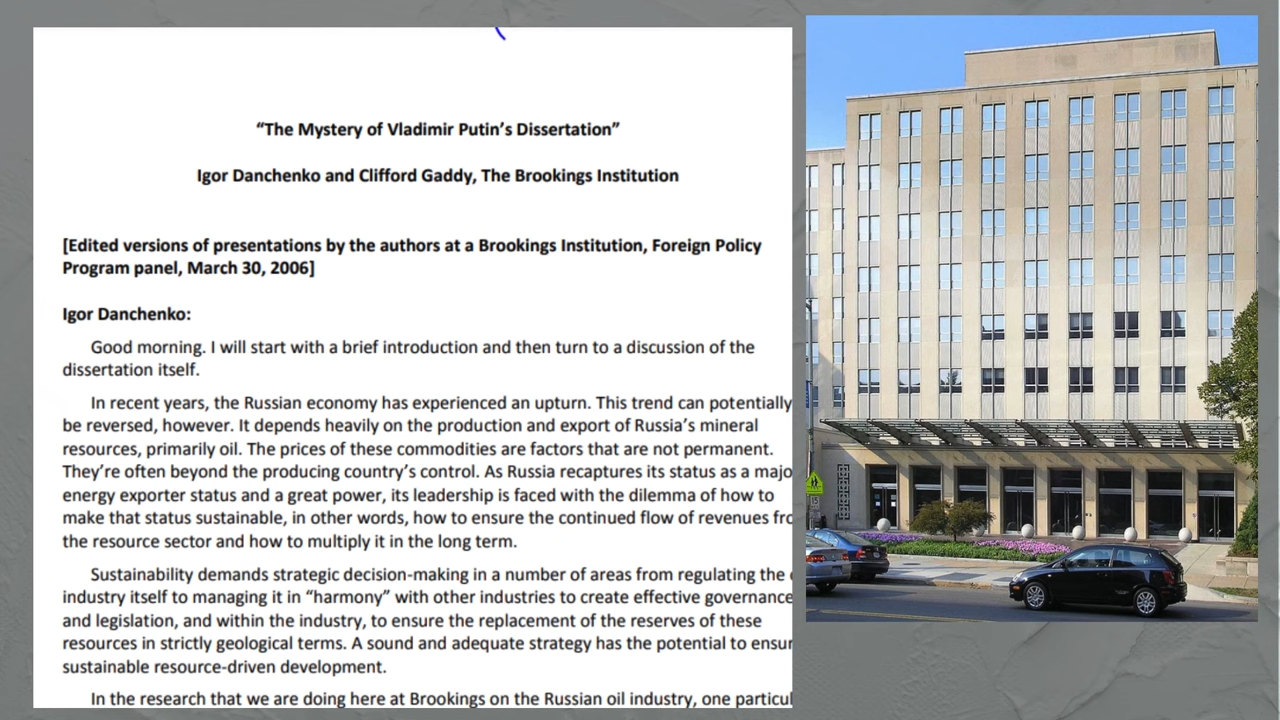 “The Mystery of Vladimir Putin’s Dissertation”
Igor Danchenko and Clifford Gaddy, The Brookings Institution
[Edited versions of presentations by the authors at a Brookings Institution, Foreign Policy
Program panel, March 30, 2006]
Igor Danchenko:
Good morning. I will start with a brief introduction and then turn to a discussion of the
dissertation itself.
In recent years, the Russian economy has experienced an upturn. This trend can potentially
be reversed, however. It depends heavily on the production and export of Russia’s mineral
resources, primarily oil. The prices of these commodities are factors that are not permanent.
They’re often beyond the producing country’s control. As Russia recaptures its status as a majo
energy exporter status and a great power, its leadership is faced with the dilemma of how to
make that status sustainable, in other words, how to ensure the continued flow of revenues fro
the resource sector and how to multiply it in the long term.
Sustainability demands strategic decision-making in a number of areas from regulating the
industry itself to managing it in “hermony” with other industries to create effective governance
and legislation, and within the industry, to ensure the replacement of the reserves of these
resources in strictly geological terms. A sound and adequate strategy has the potential to ensur
sustainable resource-driven development.
In the research that we are doing here at Brookings on the Russian oil industry, one particul